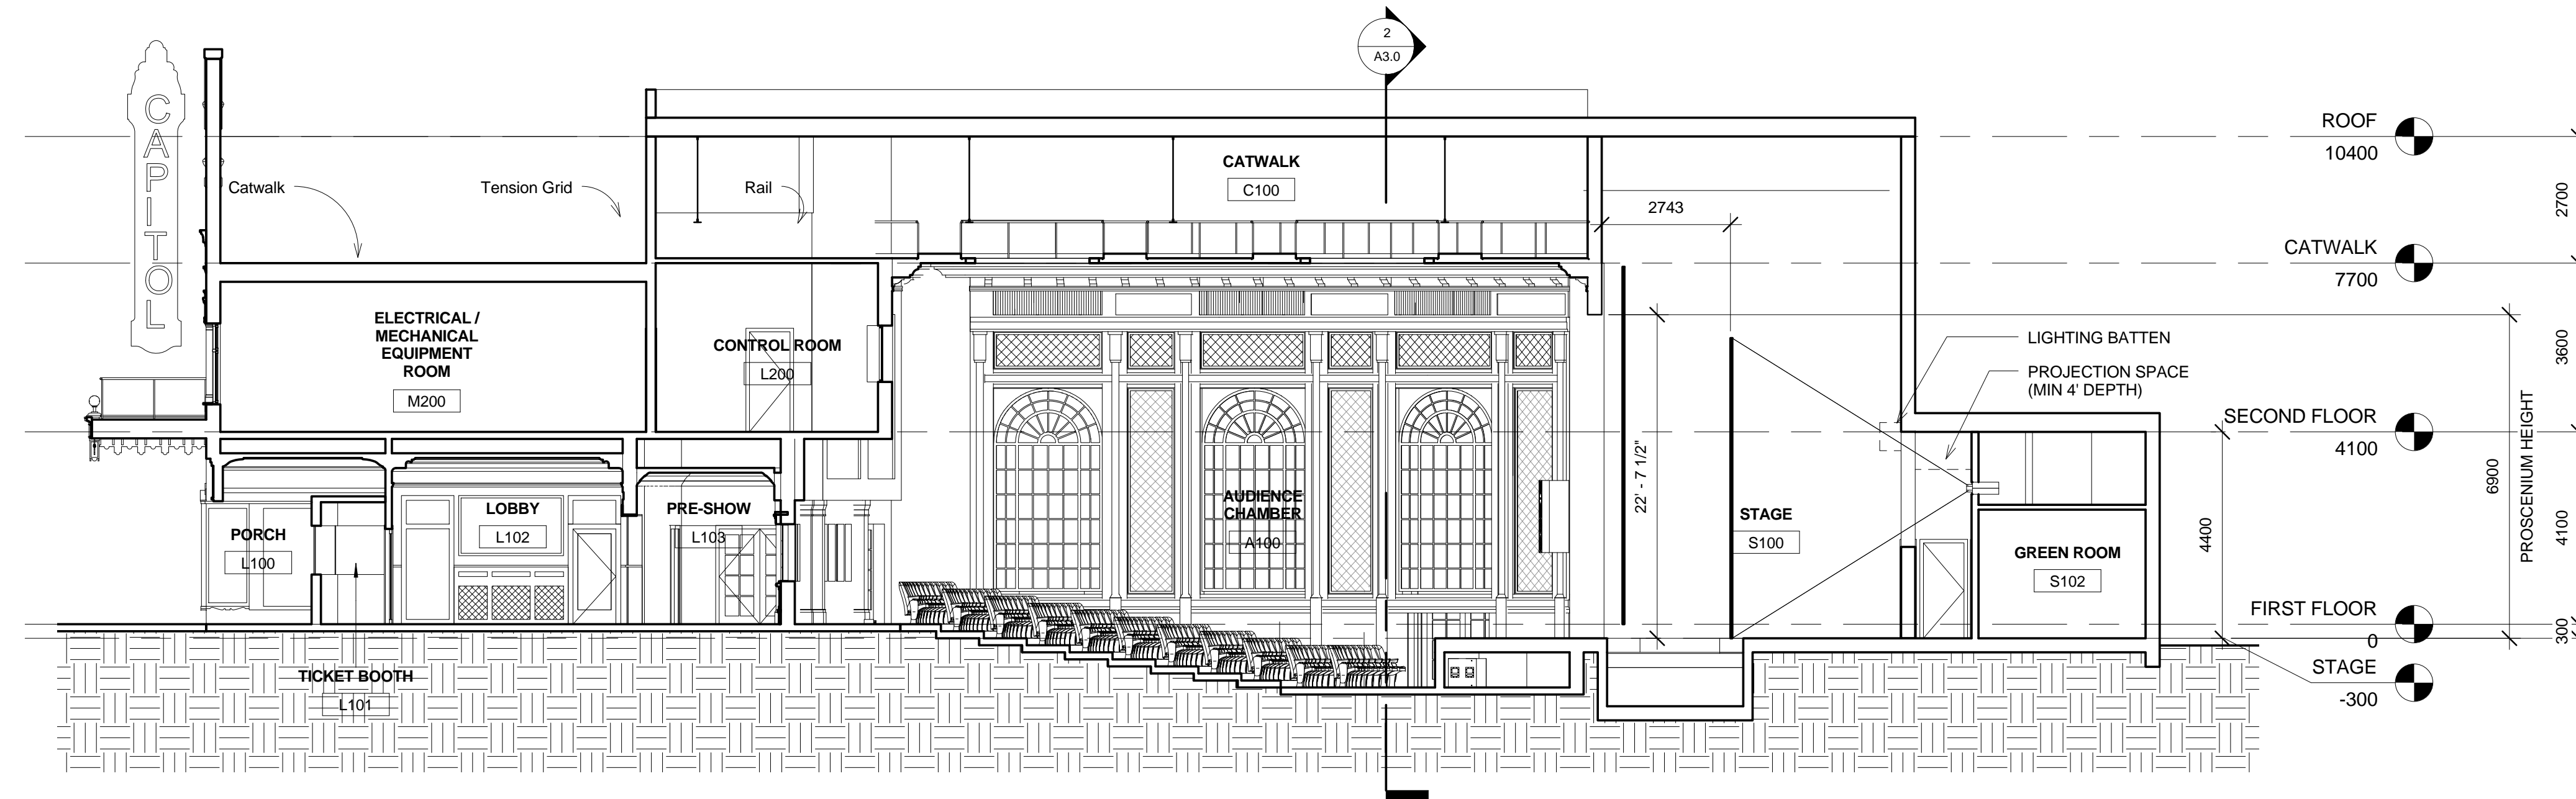 2
A3.0
CAPITOL
Catwalk
Tension Grid
Rail
CATWALK
C100
2743
ROOF
10400
2700
CATWALK
7700
ELECTRICAL /
MECHANICAL
EQUIPMENT
ROOM
M200
CONTROL ROOM
L200
LIGHTING BATTEN
PROJECTION SPACE
(MIN 4' DEPTH)
3600
SECOND FLOOR
4100
PORCH
L100
LOBBY
L102
PRE-SHOW
L103
AUDIENCE
CHAMBER
A100
22' - 7 1/2"
STAGE
S100
GREEN ROOM
S102
4400
6900
PROSCENIUM HEIGHT
4100
FIRST FLOOR
0
300
STAGE
-300
TICKET BOOTH
L101